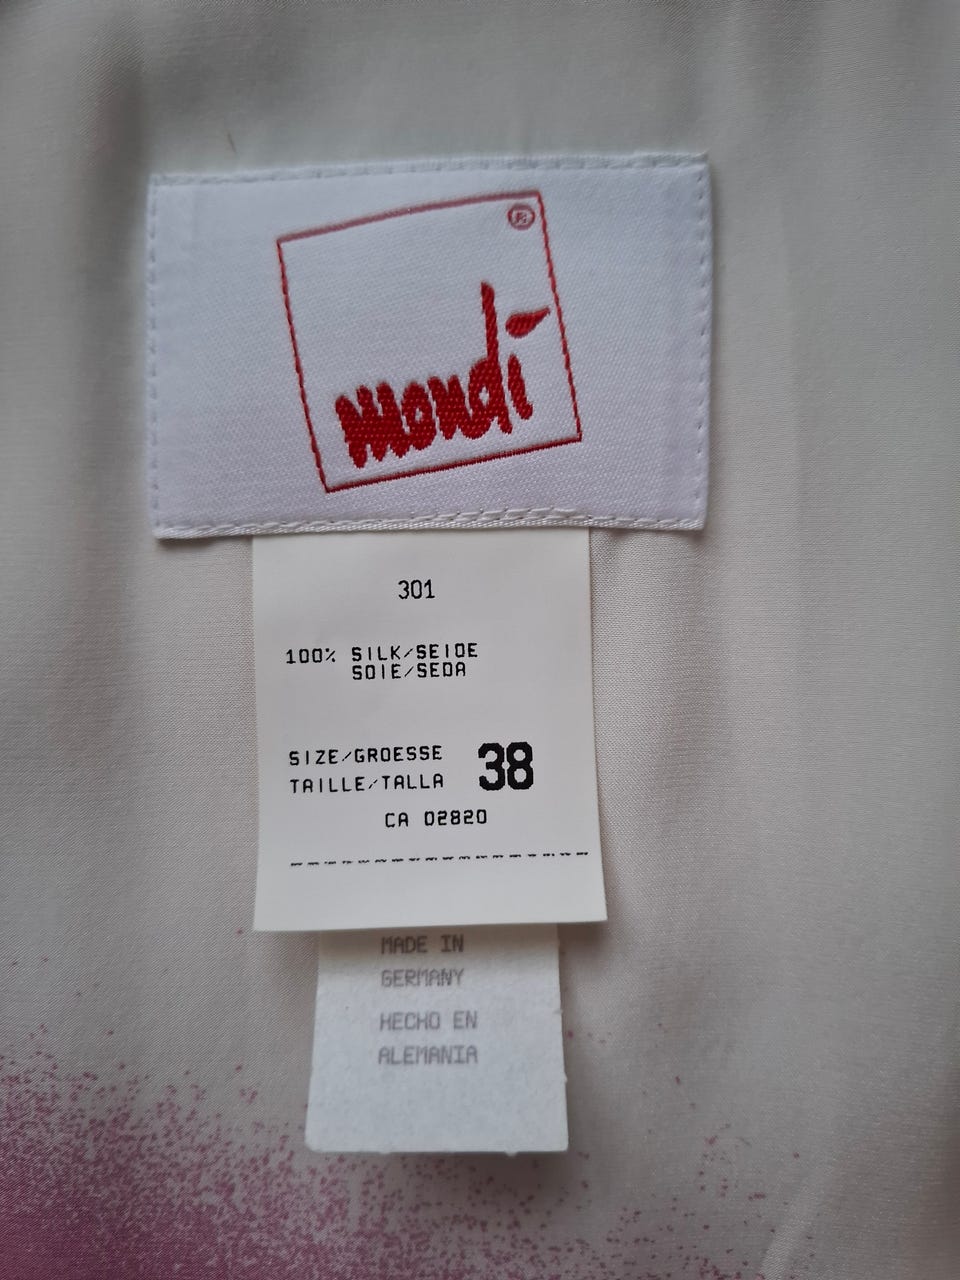 ®
mondi
301
100% SILK/SEIDE
SOIE/SEDA
SIZE/GROESSE 38
TAILLE/TALLA
CA 02820
MADE IN
GERMANY
HECHO EN
ALEMANIA